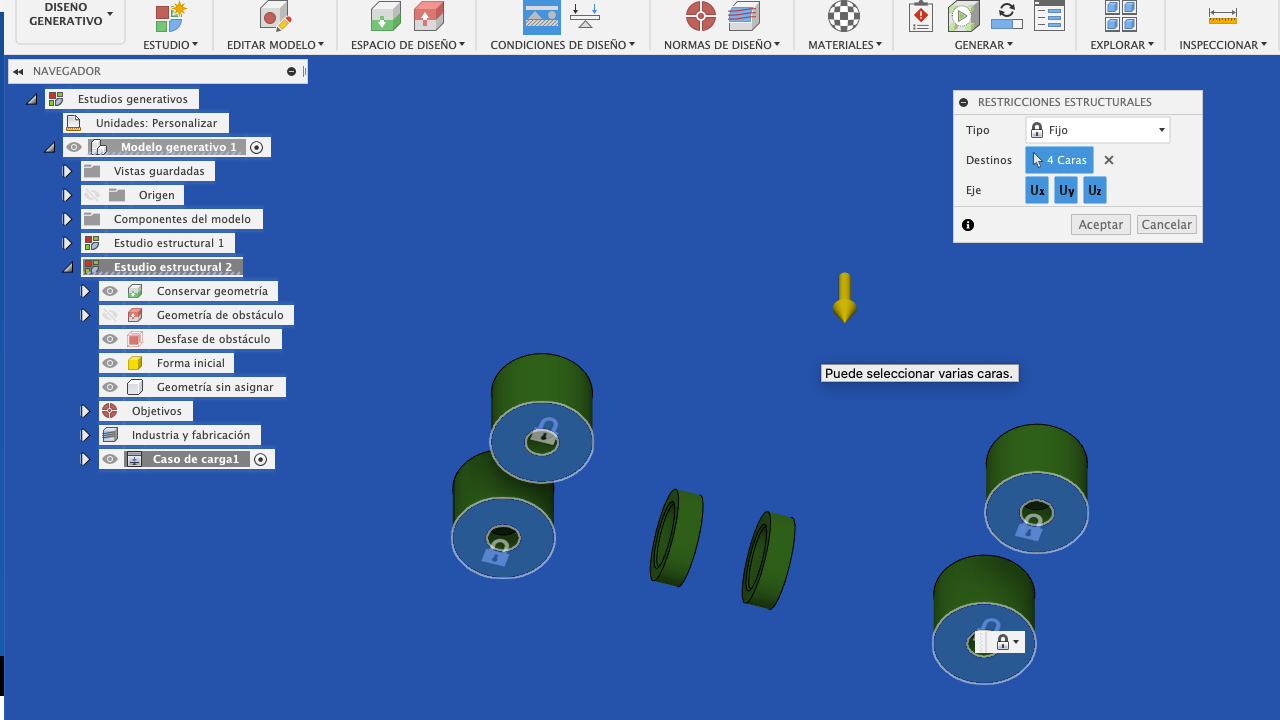 DISEÑO
GENERATIVO
ESTUDIO
EDITAR MODELO
ESPACIO DE DISEÑO
CONDICIONES DE DISEÑO
NORMAS DE DISEÑO
MATERIALES
GENERAR
EXPLORAR
INSPECCIONAR
NAVEGADOR
Estudios generativos
Unidades: Personalizar
Modelo generativo 1
Vistas guardadas
Origen
Componentes del modelo
Estudio estructural 1
Estudio estructural 2
Conservar geometría
Geometría de obstáculo
Desfase de obstáculo
Forma inicial
Geometría sin asignar
Objetivos
Industria y fabricación
Caso de carga1
RESTRICCIONES ESTRUCTURALES
Tipo Fijo
Destinos 4 Caras
Eje Ux Uy Uz
Aceptar Cancelar
Puede seleccionar varias caras.